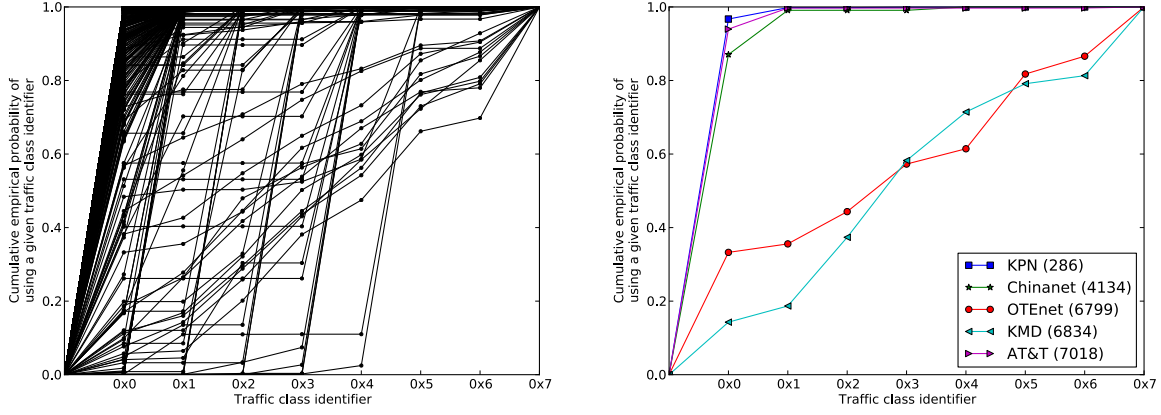 Cumulative empirical probability of
using a given traffic class identifier
1.0
0.8
0.6
0.4
0.2
0.0
0x0 0x1 0x2 0x3 0x4 0x5 0x6 0x7
Traffic class identifier
Cumulative empirical probability of
using a given traffic class identifier
1.0
0.8
0.6
0.4
0.2
0.0
KPN (286)
Chinanet (4134)
OTEnet (6799)
KMD (6834)
AT&T (7018)
0x0 0x1 0x2 0x3 0x4 0x5 0x6 0x7
Traffic class identifier